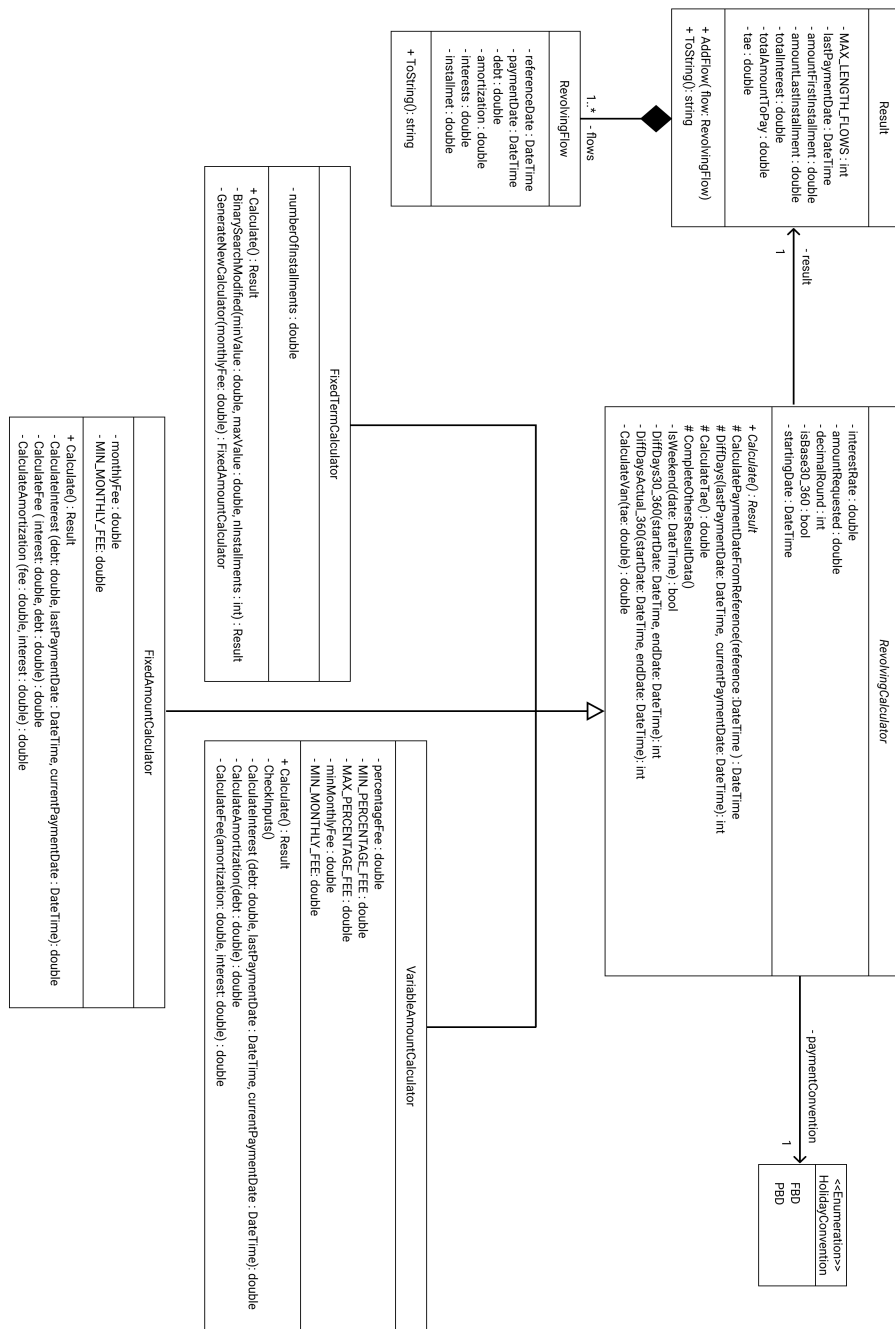 Result
- MAX_LENGTH_FLOWS : int
- lastPaymentDate : DateTime
- amountFirstInstallment : double
- amountLastInstallment : double
- totalInterest : double
- totalAmountToPay : double
- tae : double
+ AddFlow( flow: RevolvingFlow)
+ ToString(): string
- result
1
RevolvingCalculator
- interestRate : double
- amountRequested : double
- decimalRound : int
- isBase30_360 : bool
- startingDate : DateTime
+ Calculate() : Result
# CalculatePaymentDateFromReference(reference :DateTime ) : DateTime
# DiffDays(lastPaymentDate: DateTime, currentPaymentDate: DateTime): int
# CalculateTae() : double
# CompleteOthersResultData()
- IsWeekend(date: DateTime) : bool
- DiffDays30_360(startDate: DateTime, endDate: DateTime): int
- DiffDaysActual_360(startDate: DateTime, endDate: DateTime): int
- CalculateVan(tae: double) : double
- paymentConvention
1
<<Enumeration>>
HolidayConvention
FBD
PBD
1..*
- flows
RevolvingFlow
- referenceDate : DateTime
- paymentDate : DateTime
- debt : double
- amortization : double
- interests : double
- installmet : double
+ ToString(): string
FixedTermCalculator
- numberOfInstallments : double
+ Calculate() : Result
- BinarySearchModified(minValue : double, maxValue : double, nInstallments : int) : Result
- GenerateNewCalculator(monthlyFee: double) : FixedAmountCalculator
VariableAmountCalculator
- percentageFee : double
- MIN_PERCENTAGE_FEE : double
- MAX_PERCENTAGE_FEE : double
- minMonthlyFee : double
- MIN_MONTHLY_FEE: double
+ Calculate() : Result
- CheckInputs()
- CalculateInterest (debt: double, lastPaymentDate : DateTime, currentPaymentDate : DateTime): double
- CalculateAmortization(debt : double) : double
- CalculateFee(amortization: double, interest: double) : double
FixedAmountCalculator
- monthlyFee : double
- MIN_MONTHLY_FEE: double
+ Calculate() : Result
- CalculateInterest (debt: double, lastPaymentDate : DateTime, currentPaymentDate : DateTime): double
- CalculateFee ( interest: double, debt : double) : double
- CalculateAmortization (fee : double, interest : double) : double